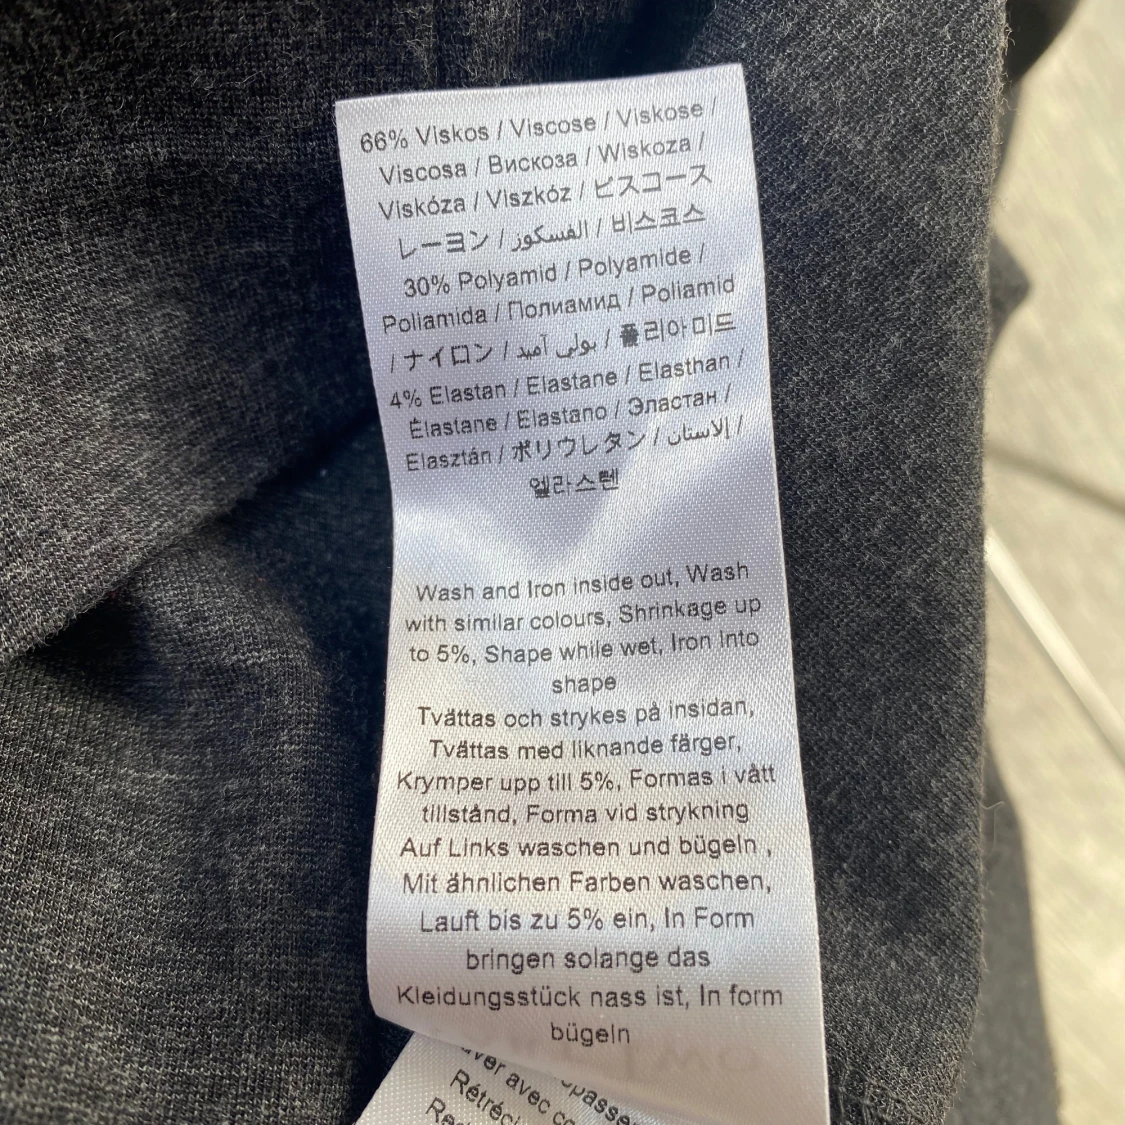 66% Viskos / Viscose / Viskose /
Viscosa / Вискоза / Wiskoza /
Viskóza / Viszkóz / ビスコース
レーヨン / الفسكوز / 비스코스
30% Polyamid / Polyamide /
Poliamida / Полиамид / Poliamid
/ ナイロン / بولي آميد / 폴리아미드
4% Elastan / Elastane / Elasthan /
Élastane / Elastano / Эластан /
Elasztán / ポリウレタン / إلاستان /
엘라스텐
Wash and Iron inside out, Wash
with similar colours, Shrinkage up
to 5%, Shape while wet, Iron into
shape
Tvättas och strykes på insidan,
Tvättas med liknande färger,
Krymper upp till 5%, Formas i vått
tillstånd, Forma vid strykning
Auf Links waschen und bügeln ,
Mit ähnlichen Farben waschen,
Lauft bis zu 5% ein, In Form
bringen solange das
Kleidungsstück nass ist, In form
bügeln
avec